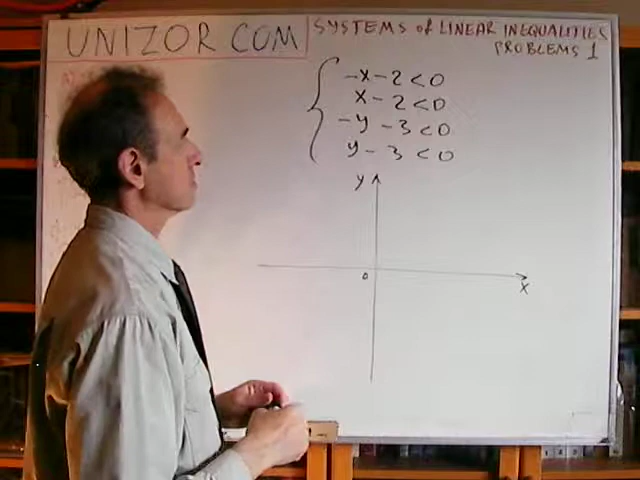 UNIZOR COM
SYSTEMS of LINEAR INEQUALITIES
PROBLEMS 1
-x-2<0
x-2<0
-y-3<0
y-3<0
y
0
x